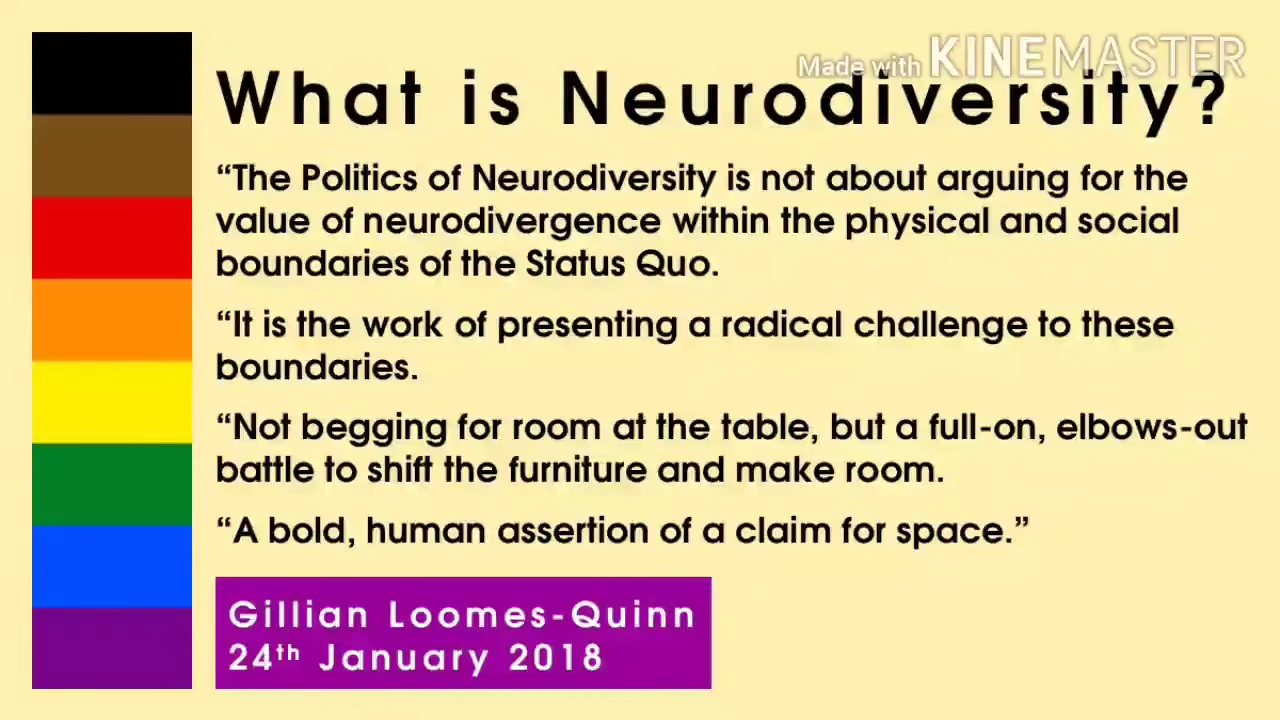 Made with KINEMASTER
What is Neurodiversity?
“The Politics of Neurodiversity is not about arguing for the
value of neurodivergence within the physical and social
boundaries of the Status Quo.
“It is the work of presenting a radical challenge to these
boundaries.
“Not begging for room at the table, but a full-on, elbows-out
battle to shift the furniture and make room.
“A bold, human assertion of a claim for space.”
Gillian Loomes-Quinn
24th January 2018